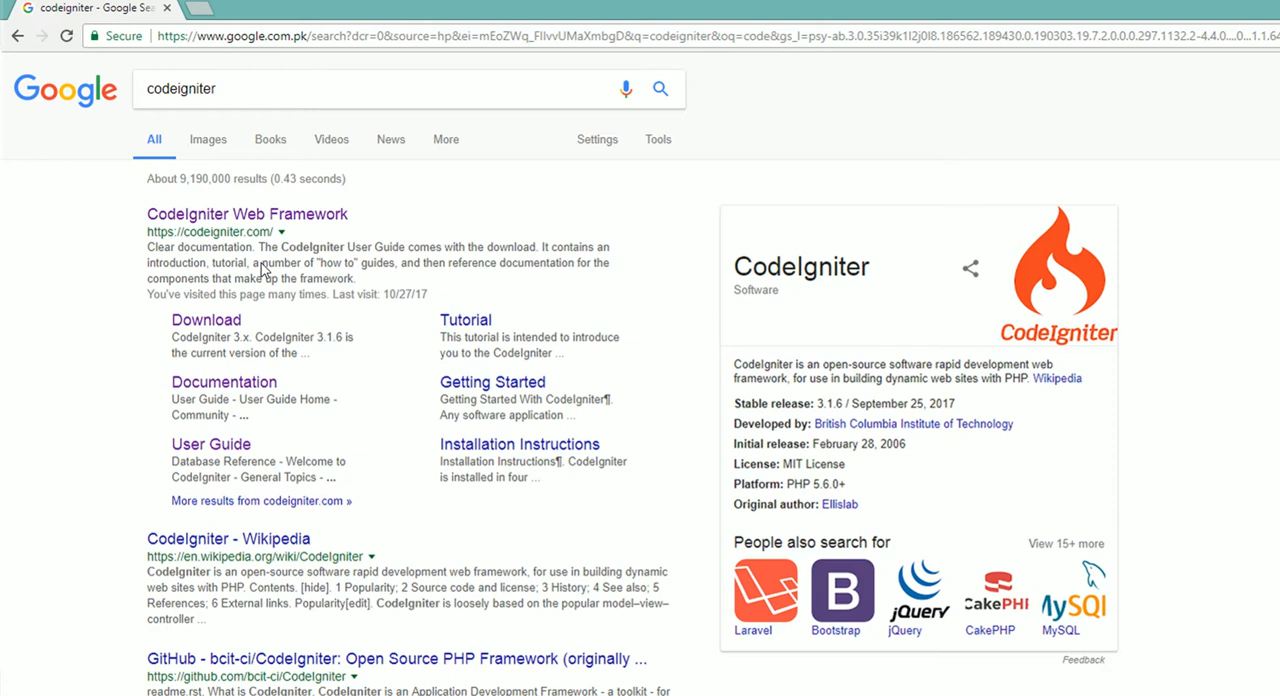 codeigniter - Google Sea
Secure
https://www.google.com.pk/search?dcr=0&source=hp&ei=mEoZWq_FIIvvUMaXmbgD&q=codeigniter&oq=code&gs_l=psy-ab.3.0.35i39k1l2j0l8.186562.189430.0.190303.19.7.2.0.0.0.297.1132.2-4.4.0....0...1.1.64
Google
codeigniter
All Images Books Videos News More Settings Tools
About 9,190,000 results (0.43 seconds)
CodeIgniter Web Framework
https://codeigniter.com/
Clear documentation. The CodeIgniter User Guide comes with the download. It contains an
introduction, tutorial, a number of "how to" guides, and then reference documentation for the
components that make up the framework.
You've visited this page many times. Last visit: 10/27/17
Download
CodeIgniter 3.x. CodeIgniter 3.1.6 is
the current version of the ...
Tutorial
This tutorial is intended to introduce
you to the CodeIgniter ...
Documentation
User Guide - User Guide Home -
Community - ...
Getting Started
Getting Started With CodeIgniter¶.
Any software application ...
User Guide
Database Reference - Welcome to
CodeIgniter - General Topics - ...
Installation Instructions
Installation Instructions¶. CodeIgniter
is installed in four ...
More results from codeigniter.com »
CodeIgniter - Wikipedia
https://en.wikipedia.org/wiki/CodeIgniter
CodeIgniter is an open-source software rapid development web framework, for use in building dynamic
web sites with PHP. Contents. [hide]. 1 Popularity; 2 Source code and license; 3 History; 4 See also; 5
References; 6 External links. Popularity[edit]. CodeIgniter is loosely based on the popular model–view–
controller ...
GitHub - bcit-ci/CodeIgniter: Open Source PHP Framework (originally ...
https://github.com/bcit-ci/CodeIgniter
readme.rst. What is CodeIgniter. CodeIgniter is an Application Development Framework - a toolkit - for
CodeIgniter
Software
CodeIgniter
CodeIgniter is an open-source software rapid development web
framework, for use in building dynamic web sites with PHP. Wikipedia
Stable release: 3.1.6 / September 25, 2017
Developed by: British Columbia Institute of Technology
Initial release: February 28, 2006
License: MIT License
Platform: PHP 5.6.0+
Original author: Ellislab
People also search for
View 15+ more
B
jQuery
CakePHP
MySQL
Laravel
Bootstrap
jQuery
CakePHP
MySQL
Feedback